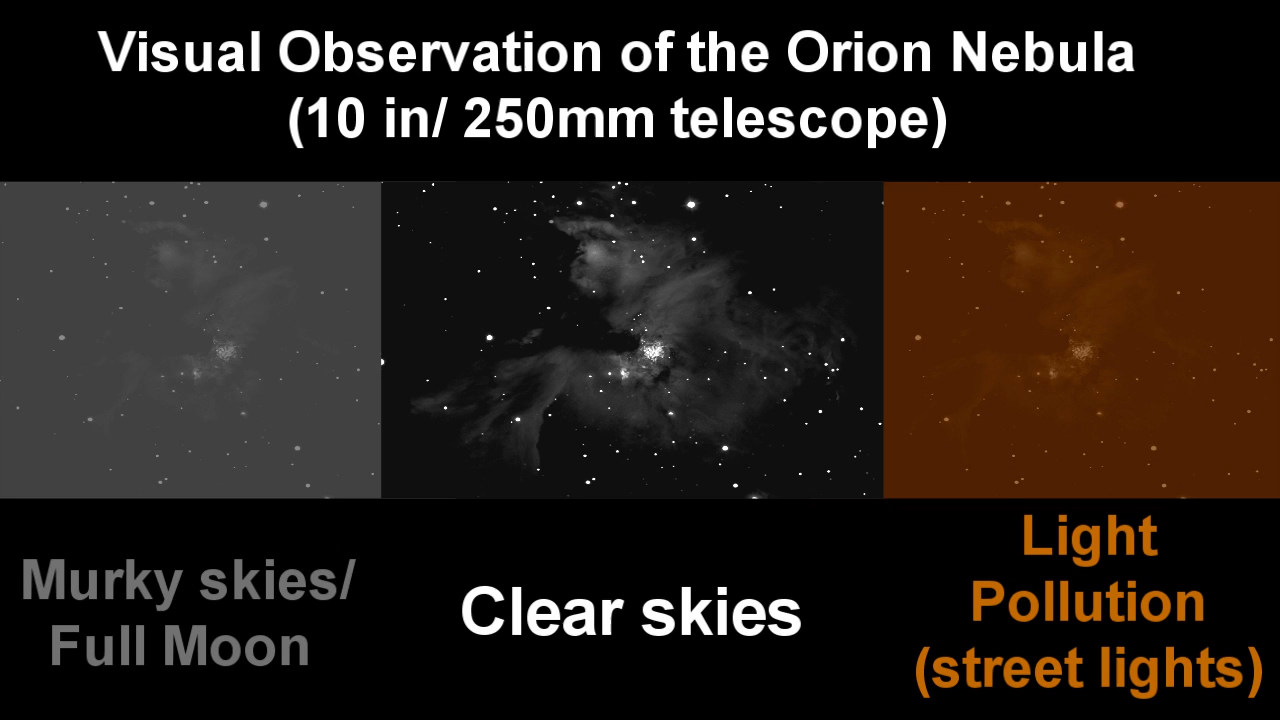 Visual Observation of the Orion Nebula
(10 in/ 250mm telescope)
Murky skies/
Full Moon
Clear skies
Light
Pollution
(street lights)